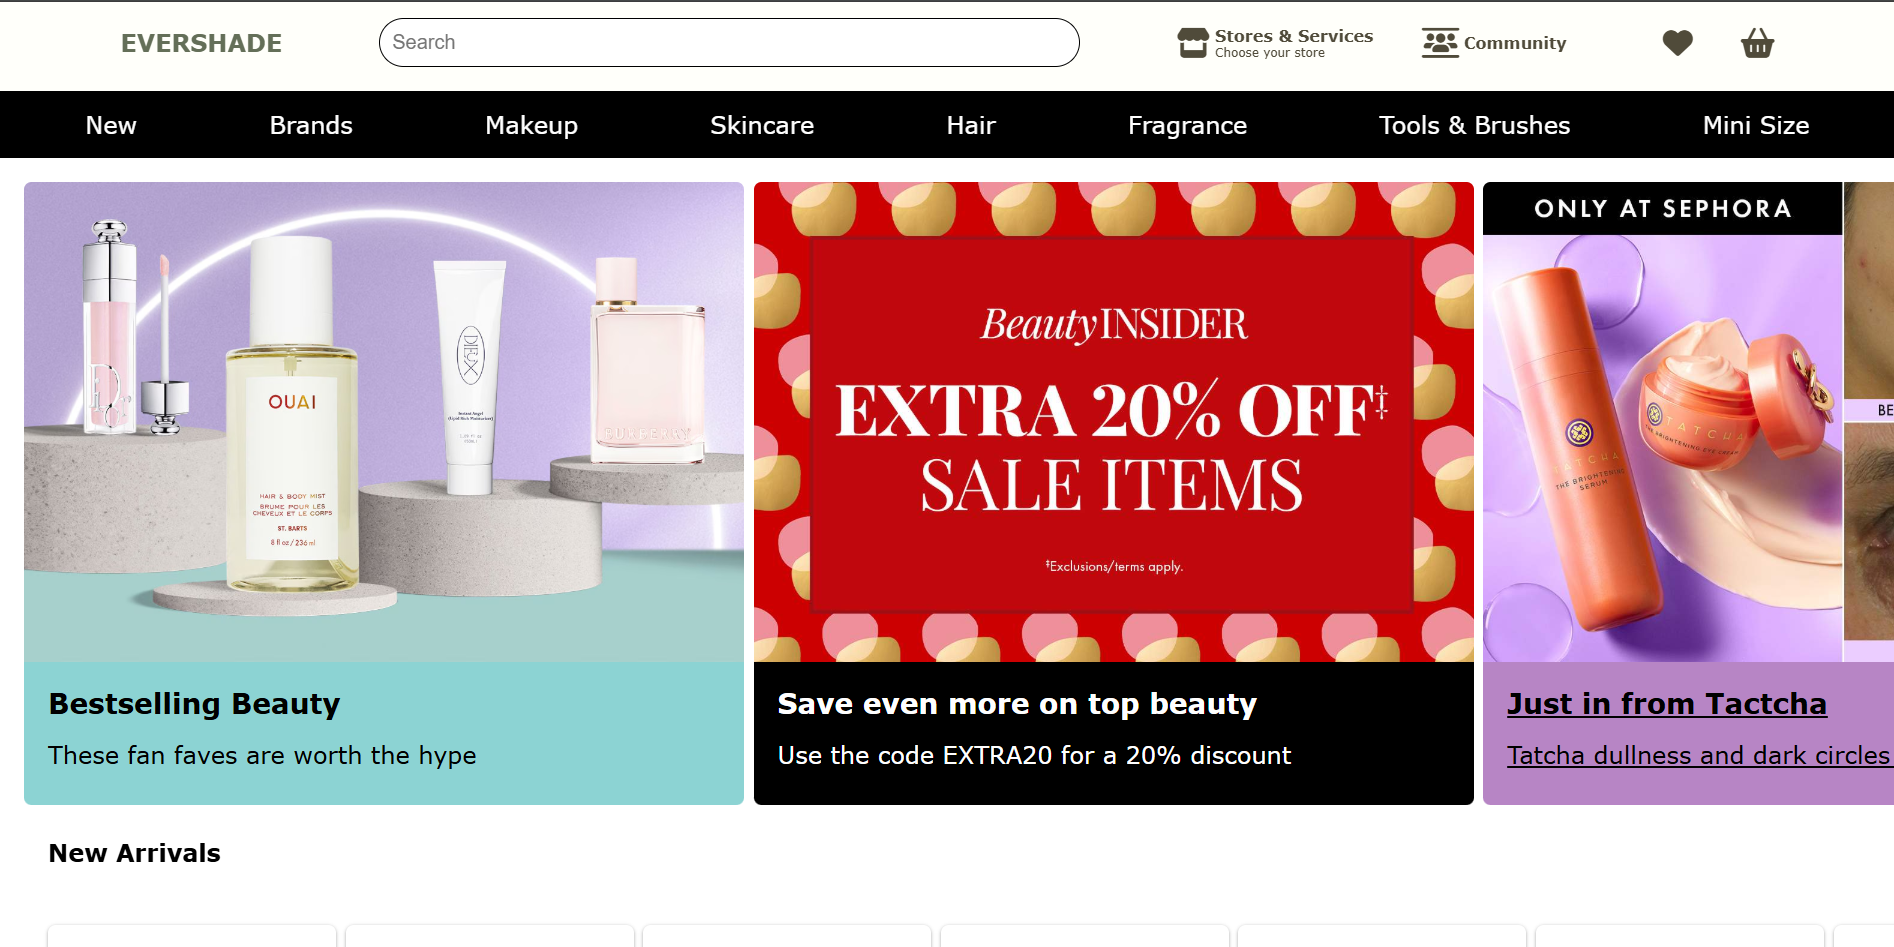 EVERSHADE
Search
Stores & Services
Choose your store
Community
New
Brands
Makeup
Skincare
Hair
Fragrance
Tools & Brushes
Mini Size
OUAI
HAIR & BODY MIST
BRUME POUR LES
CHEVEUX ET LE CORPS
ST. BARTS
8 fl oz / 236 ml
DIEUX
Instant Angel
BURBERRY
Beauty INSIDER
EXTRA 20% OFF‡
SALE ITEMS
‡Exclusions/terms apply.
ONLY AT SEPHORA
TATCHA
THE BRIGHTENING
SERUM
TATCHA
THE BRIGHTENING EYE CREAM
BE
Bestselling Beauty
These fan faves are worth the hype
Save even more on top beauty
Use the code EXTRA20 for a 20% discount
Just in from Tactcha
Tatcha dullness and dark circles
New Arrivals